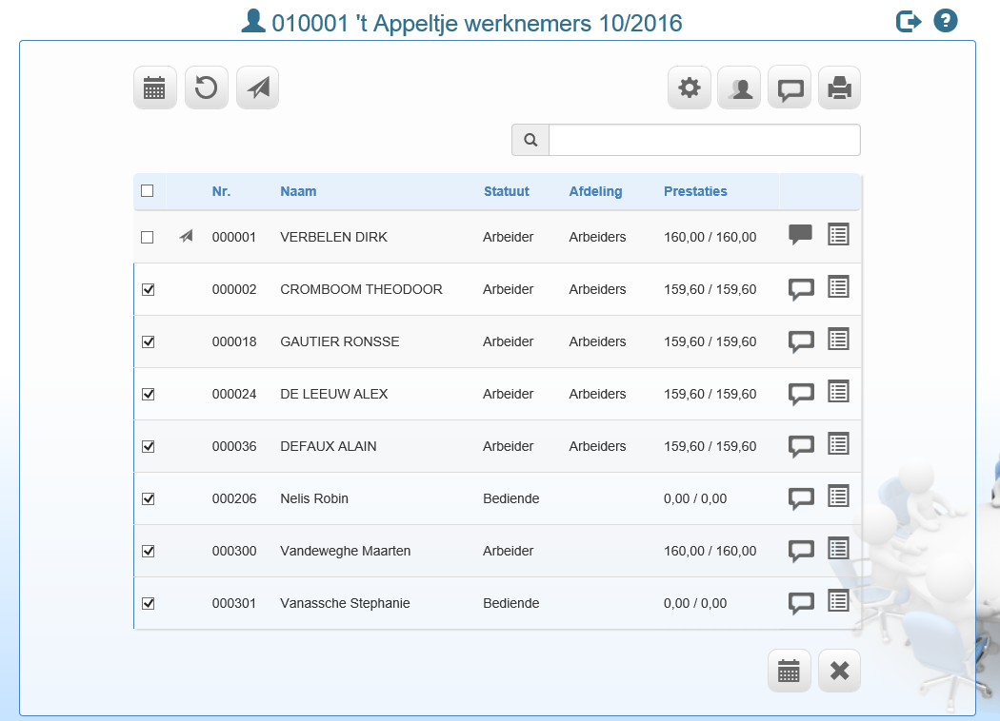 010001 't Appeltje werknemers 10/2016
Nr. Naam Statuut Afdeling Prestaties
000001 VERBELEN DIRK Arbeider Arbeiders 160,00 / 160,00
000002 CROMBOOM THEODOOR Arbeider Arbeiders 159,60 / 159,60
000018 GAUTIER RONSSE Arbeider Arbeiders 159,60 / 159,60
000024 DE LEEUW ALEX Arbeider Arbeiders 159,60 / 159,60
000036 DEFAUX ALAIN Arbeider Arbeiders 159,60 / 159,60
000206 Nelis Robin Bediende 0,00 / 0,00
000300 Vandeweghe Maarten Arbeider 160,00 / 160,00
000301 Vanassche Stephanie Bediende 0,00 / 0,00